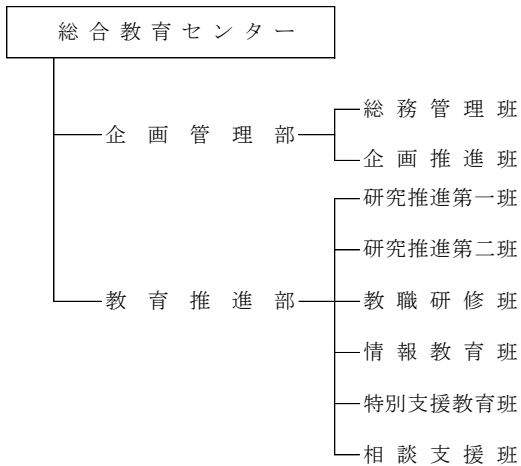 総合教育センター
企画管理部
総務管理班
企画推進班
教育推進部
研究推進第一班
研究推進第二班
教職研修班
情報教育班
特別支援教育班
相談支援班